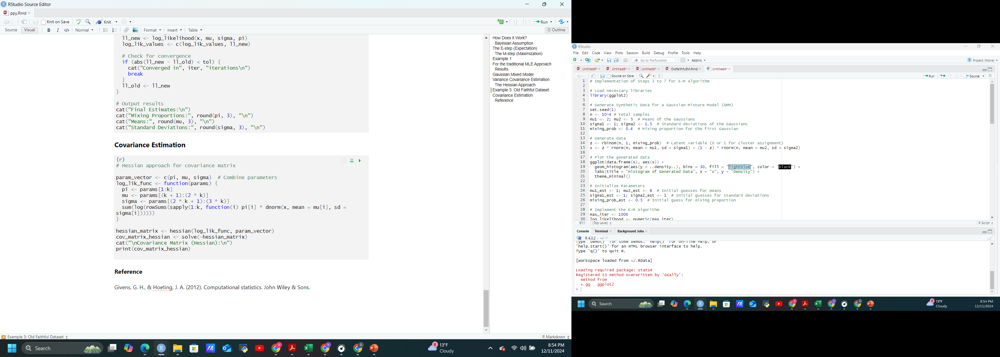 RStudio Source Editor
ppy.Rmd
Knit on Save
ABC
Knit
Run
Source Visual B I </> Normal Format Insert Table Outline
ll_new <- log_likelihood(x, mu, sigma, pi)
log_lik_values <- c(log_lik_values, ll_new)
# Check for convergence
if (abs(ll_new - ll_old) < tol) {
cat("Converged in", iter, "iterations\n")
break
}
ll_old <- ll_new
}
# Output results
cat("Final Estimates:\n")
cat("Mixing Proportions:", round(pi, 3), "\n")
cat("Means:", round(mu, 3), "\n")
cat("Standard Deviations:", round(sigma, 3), "\n")
Covariance Estimation
{r}
# Hessian approach for covariance matrix
param_vector <- c(pi, mu, sigma)  # Combine parameters
log_lik_func <- function(params) {
pi <- params[1:k]
mu <- params[(k + 1):(2 * k)]
sigma <- params[(2 * k + 1):(3 * k)]
sum(log(rowSums(sapply(1:k, function(i) pi[i] * dnorm(x, mean = mu[i], sd =
sigma[i])))))
}
hessian_matrix <- hessian(log_lik_func, param_vector)
cov_matrix_hessian <- solve(-hessian_matrix)
cat("\nCovariance Matrix (Hessian):\n")
print(cov_matrix_hessian)
Reference
Givens, G. H., & Hoeting, J. A. (2012). Computational statistics. John Wiley & Sons.
How Does it Work?
Bayesian Assumption
The E-step (Expectation)
The M-step (Maximization)
Example 1
For the traditional MLE Approach
Results
Gaussian Mixed Model
Variance Covariance Estimation
The Hessian Approach
Example 3: Old Faithful Dataset
Covariance Estimation
Reference
# Example 3: Old Faithful Dataset
R Markdown
Search
8 13°F
Cloudy
8:54 PM
12/11/2024
RStudio
File Edit Code View Plots Session Build Debug Profile Tools Help
Go to file/function
Addins
Project: (None)
Untitled9* Untitled8* Untitled6* OldfaithfuEM.Rmd Untitled4*
Source on Save
Run
Source
1 # Implementation of Steps 3 to 7 for E-M Algorithm
2
3 # Load necessary libraries
4 library(ggplot2)
5
6 # Generate Synthetic Data for a Gaussian Mixture Model (GMM)
7 set.seed(1)
8 n <- 10^4 # total samples
9 mu1 <- 2; mu2 <- 5  # Means of the Gaussians
10 sigma1 <- 1; sigma2 <- 1.5  # Standard deviations of the Gaussians
11 mixing_prob <- 0.4  # Mixing proportion for the first Gaussian
12
13 # Generate data
14 z <- rbinom(n, 1, mixing_prob)  # Latent variable (0 or 1 for cluster assignment)
15 x <- z * rnorm(n, mean = mu1, sd = sigma1) + (1 - z) * rnorm(n, mean = mu2, sd = sigma2)
16
17 # Plot the generated data
18 ggplot(data.frame(x), aes(x)) +
19 geom_histogram(aes(y = ..density..), bins = 30, fill = "lightblue", color = "black") +
20 labs(title = "Histogram of Generated Data", x = "x", y = "Density") +
21 theme_minimal()
22
23 # Initialize Parameters
24 mu1_est <- 1; mu2_est <- 6  # Initial guesses for means
25 sigma1_est <- 1; sigma2_est <- 1  # Initial guesses for standard deviations
26 mixing_prob_est <- 0.5  # Initial guess for mixing proportion
27
28 # Implement the E-M Algorithm
29 max_iter <- 1000
30 log_likelihood <- numeric(max_iter)
97:1 (Top Level)
R Script
Console Terminal Background Jobs
R 4.3.2 · ~/
Type 'demo()' for some demos, 'help()' for on-line help, or
'help.start()' for an HTML browser interface to help.
Type 'q()' to quit R.
[Workspace loaded from ~/.RData]
Loading required package: stats4
Registered S3 method overwritten by 'GGally':
method from
+.gg   ggplot2
>
Search
8 13°F
Cloudy
8:54 PM
12/11/2024